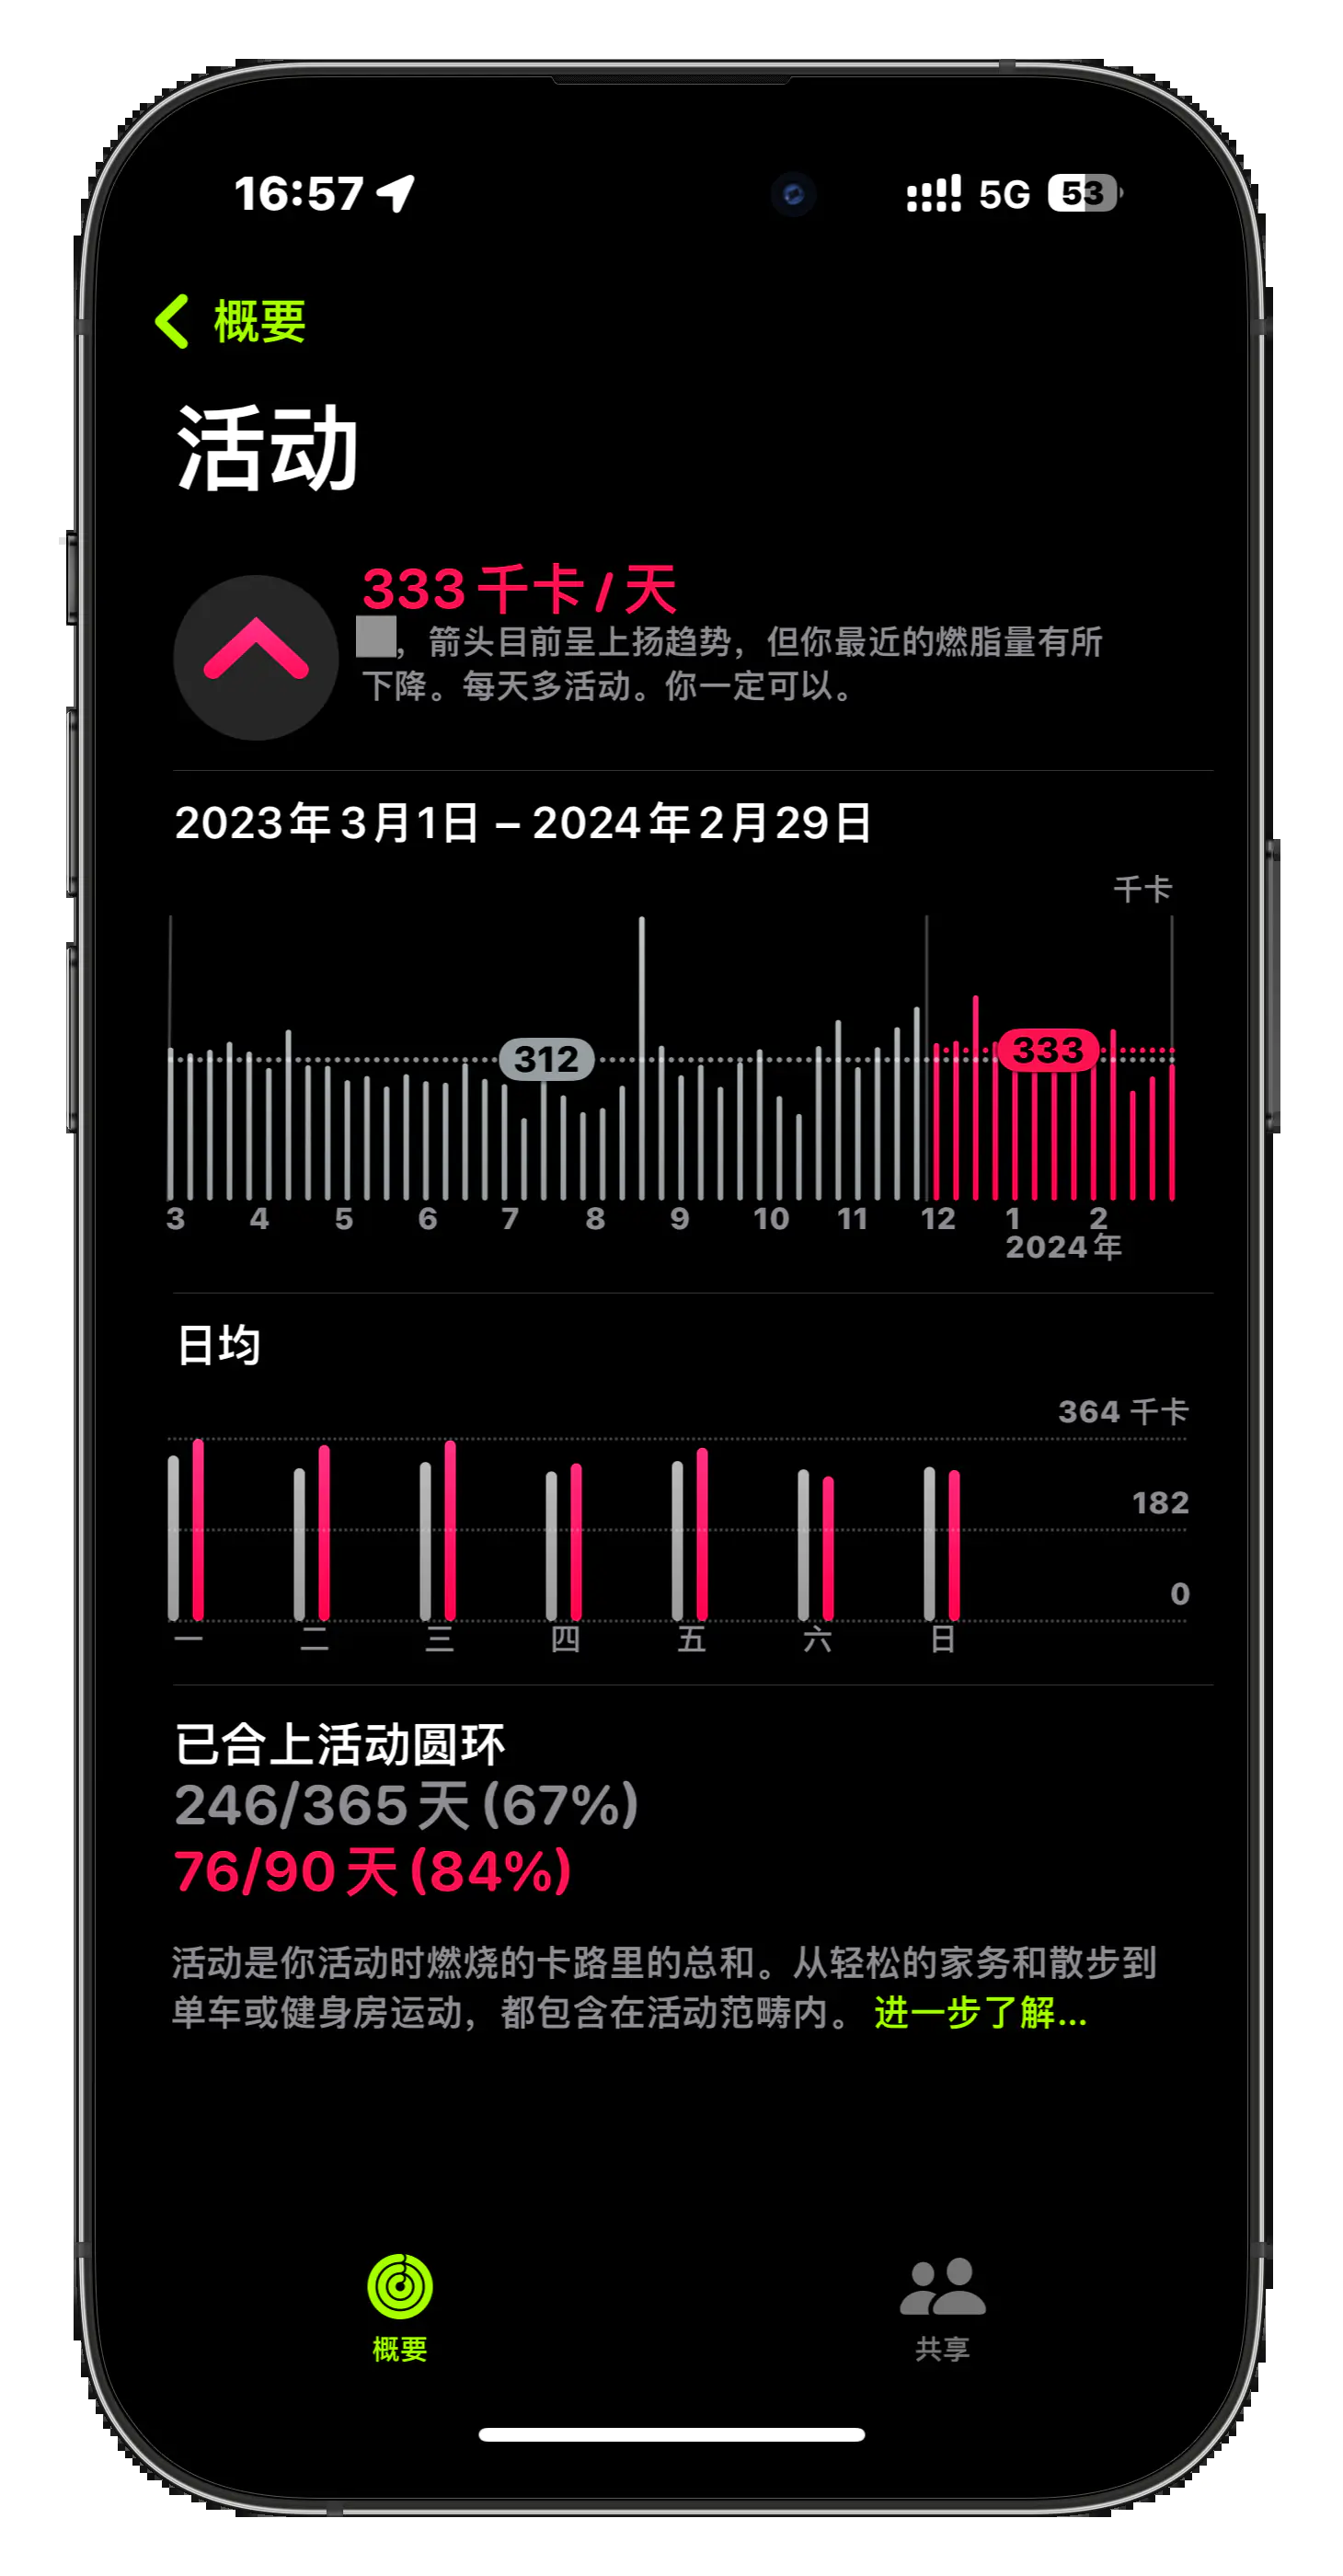 16:57 5G 53
概要
活动
333千卡/天
，箭头目前呈上扬趋势，但你最近的燃脂量有所
下降。每天多活动。你一定可以。
2023年3月1日 – 2024年2月29日
千卡
312 333
3 4 5 6 7 8 9 10 11 12 1 2
2024年
日均
364 千卡
182
0
一 二 三 四 五 六 日
已合上活动圆环
246/365天(67%)
76/90天(84%)
活动是你活动时燃烧的卡路里的总和。从轻松的家务和散步到
单车或健身房运动，都包含在活动范畴内。 进一步了解...
概要 共享